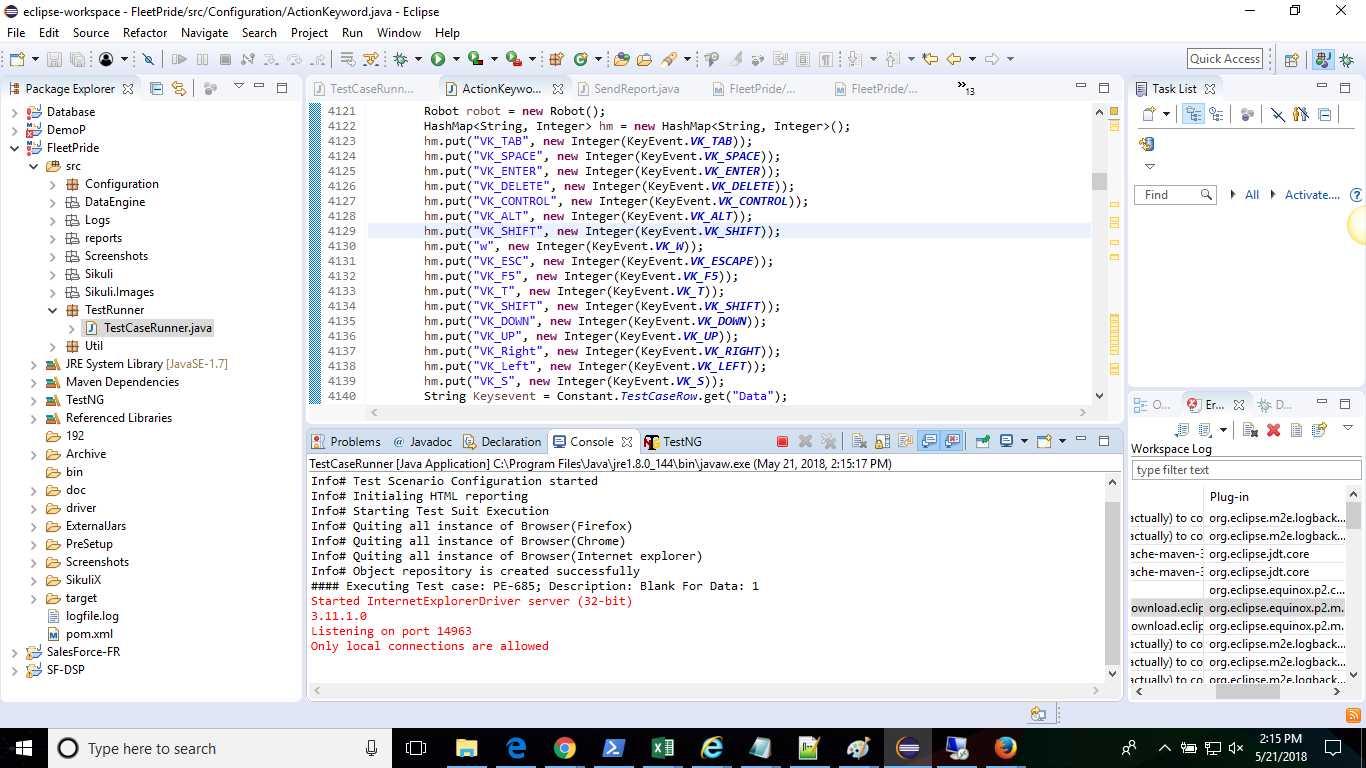 eclipse-workspace - FleetPride/src/Configuration/ActionKeyword.java - Eclipse
File Edit Source Refactor Navigate Search Project Run Window Help
Quick Access
Package Explorer
Database
DemoP
FleetPride
src
Configuration
DataEngine
Logs
reports
Screenshots
Sikuli
Sikuli.Images
TestRunner
TestCaseRunner.java
Util
JRE System Library [JavaSE-1.7]
Maven Dependencies
TestNG
Referenced Libraries
192
Archive
bin
doc
driver
ExternalJars
PreSetup
Screenshots
SikuliX
target
logfile.log
pom.xml
SalesForce-FR
SF-DSP
TestCaseRunn... ActionKeywo... SendReport.java FleetPride/... FleetPride/... 13
4121 Robot robot = new Robot();
4122 HashMap<String, Integer> hm = new HashMap<String, Integer>();
4123 hm.put("VK_TAB", new Integer(KeyEvent.VK_TAB));
4124 hm.put("VK_SPACE", new Integer(KeyEvent.VK_SPACE));
4125 hm.put("VK_ENTER", new Integer(KeyEvent.VK_ENTER));
4126 hm.put("VK_DELETE", new Integer(KeyEvent.VK_DELETE));
4127 hm.put("VK_CONTROL", new Integer(KeyEvent.VK_CONTROL));
4128 hm.put("VK_ALT", new Integer(KeyEvent.VK_ALT));
4129 hm.put("VK_SHIFT", new Integer(KeyEvent.VK_SHIFT));
4130 hm.put("w", new Integer(KeyEvent.VK_W));
4131 hm.put("VK_ESC", new Integer(KeyEvent.VK_ESCAPE));
4132 hm.put("VK_F5", new Integer(KeyEvent.VK_F5));
4133 hm.put("VK_T", new Integer(KeyEvent.VK_T));
4134 hm.put("VK_SHIFT", new Integer(KeyEvent.VK_SHIFT));
4135 hm.put("VK_DOWN", new Integer(KeyEvent.VK_DOWN));
4136 hm.put("VK_UP", new Integer(KeyEvent.VK_UP));
4137 hm.put("VK_Right", new Integer(KeyEvent.VK_RIGHT));
4138 hm.put("VK_Left", new Integer(KeyEvent.VK_LEFT));
4139 hm.put("VK_S", new Integer(KeyEvent.VK_S));
4140 String Keysevent = Constant.TestCaseRow.get("Data");
Problems Javadoc Declaration Console TestNG
TestCaseRunner [Java Application] C:\Program Files\Java\jre1.8.0_144\bin\javaw.exe (May 21, 2018, 2:15:17 PM)
Info# Test Scenario Configuration started
Info# Initialing HTML reporting
Info# Starting Test Suit Execution
Info# Quiting all instance of Browser(Firefox)
Info# Quiting all instance of Browser(Chrome)
Info# Quiting all instance of Browser(Internet explorer)
Info# Object repository is created successfully
#### Executing Test case: PE-685; Description: Blank For Data: 1
Started InternetExplorerDriver server (32-bit)
3.11.1.0
Listening on port 14963
Only local connections are allowed
Task List
Find All Activate....
O... Er... D...
Workspace Log
type filter text
Plug-in
actually) to co org.eclipse.m2e.logback...
actually) to co org.eclipse.m2e.logback...
ache-maven-3 org.eclipse.jdt.core
ache-maven-3 org.eclipse.jdt.core
org.eclipse.equinox.p2.c...
ownload.eclip org.eclipse.equinox.p2.m...
ownload.eclip org.eclipse.equinox.p2.m...
actually) to co org.eclipse.m2e.logback...
actually) to co org.eclipse.m2e.logback...
actually) to co org.eclipse.m2e.logback...
Type here to search
2:15 PM
5/21/2018